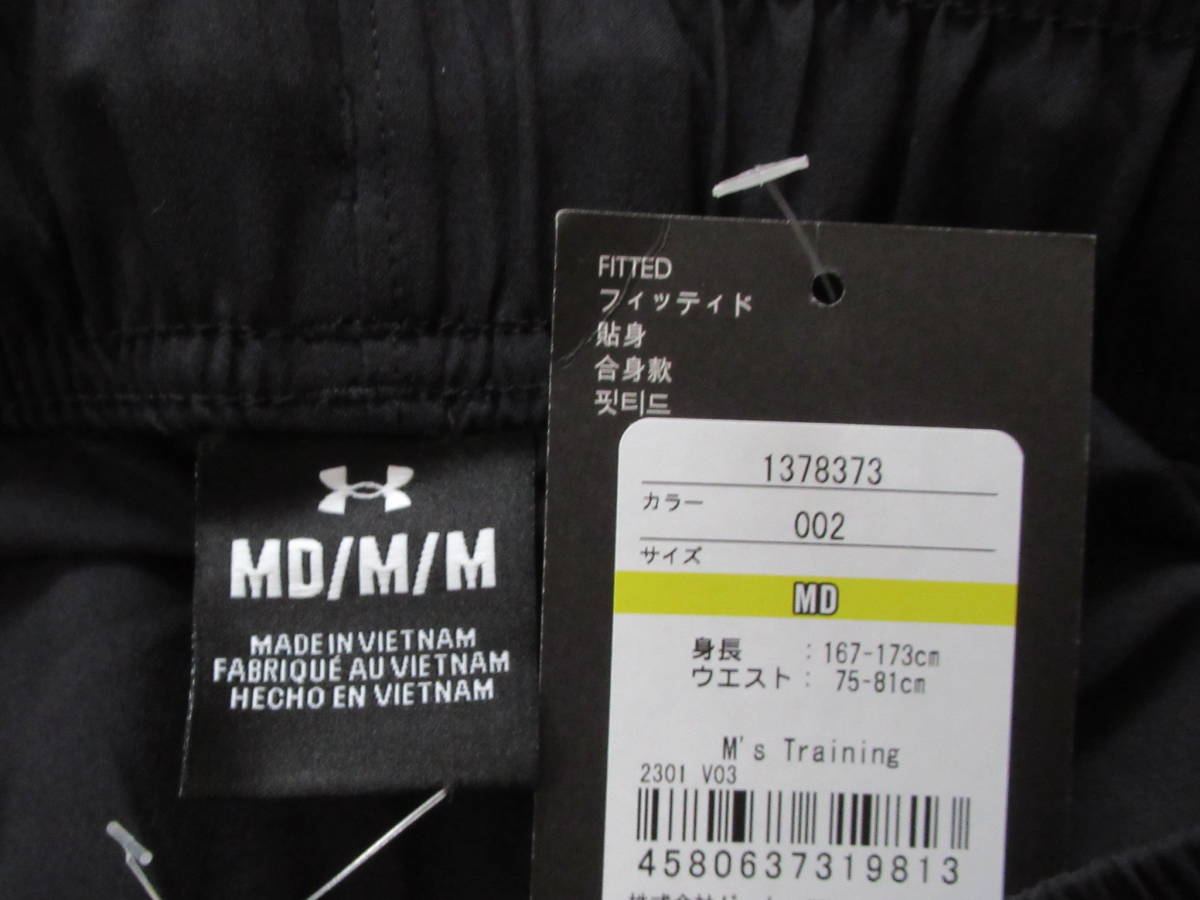 FITTED
フィッティド
貼身
合身款
핏티드
1378373
カラー
002
サイズ
MD
身長 : 167-173cm
ウエスト : 75-81cm
M's Training
2301 V03
4580637319813
MD/M/M
MADE IN VIETNAM
FABRIQUÉ AU VIETNAM
HECHO EN VIETNAM